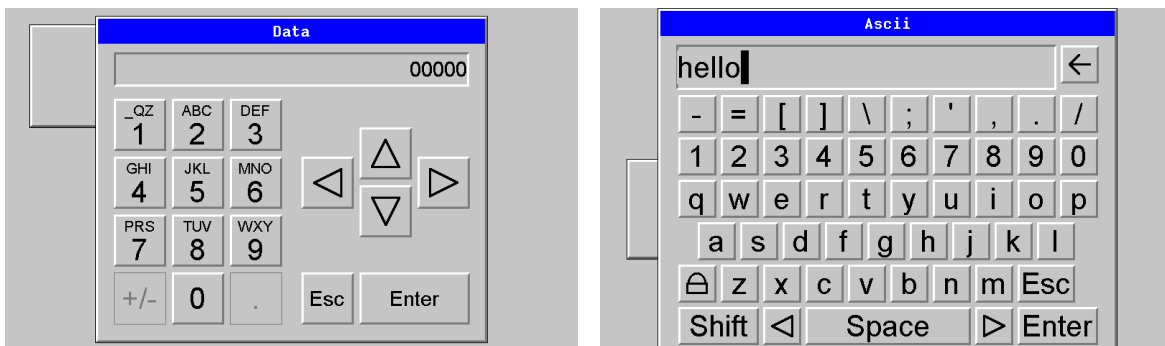 Data
00000
_QZ ABC DEF
1 2 3
GHI JKL MNO
4 5 6
PRS TUV WXY
7 8 9
+/- 0 . Esc Enter
Ascii
hello
- = [ ] \ ; ' , . /
1 2 3 4 5 6 7 8 9 0
q w e r t y u i o p
a s d f g h j k l
z x c v b n m Esc
Shift Space Enter